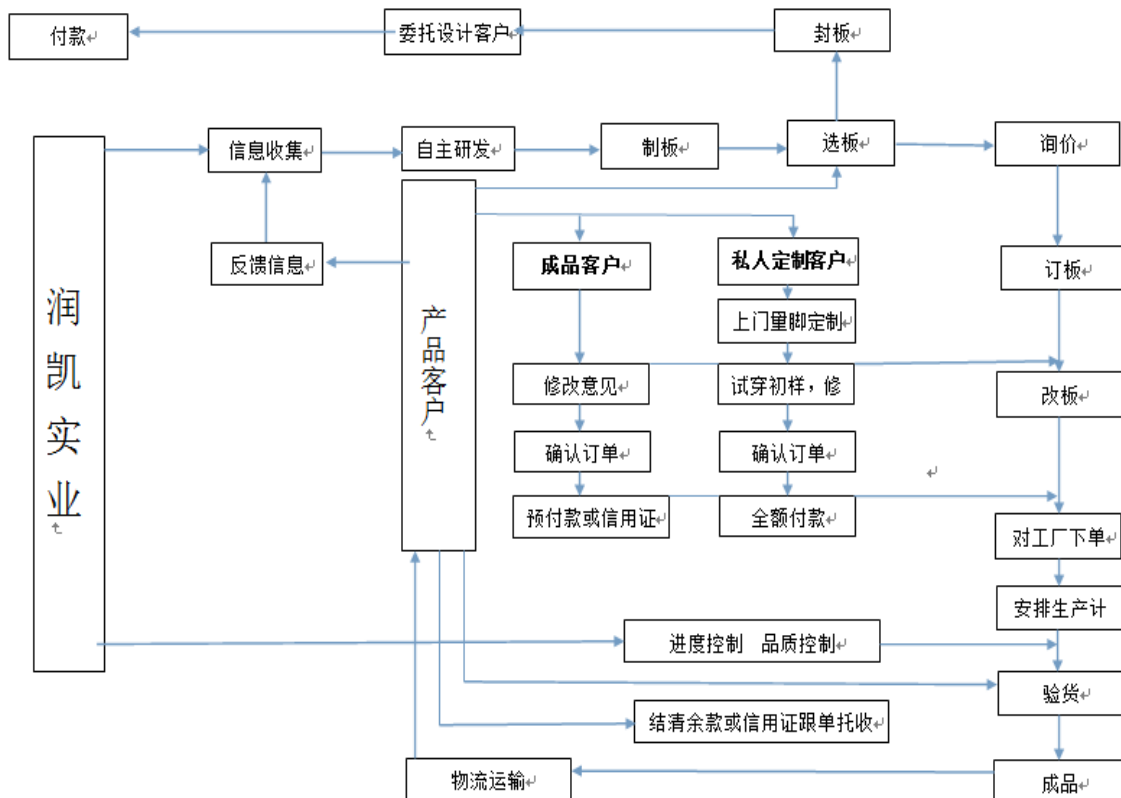 付款
委托设计客户
封板
信息收集
自主研发
制板
选板
询价
反馈信息
成品客户
私人定制客户
订板
润凯实业
产品客户
上门量脚定制
修改意见
试穿初样，修
改板
确认订单
确认订单
预付款或信用证
全额付款
对工厂下单
安排生产计
进度控制 品质控制
验货
结清余款或信用证跟单托收
物流运输
成品